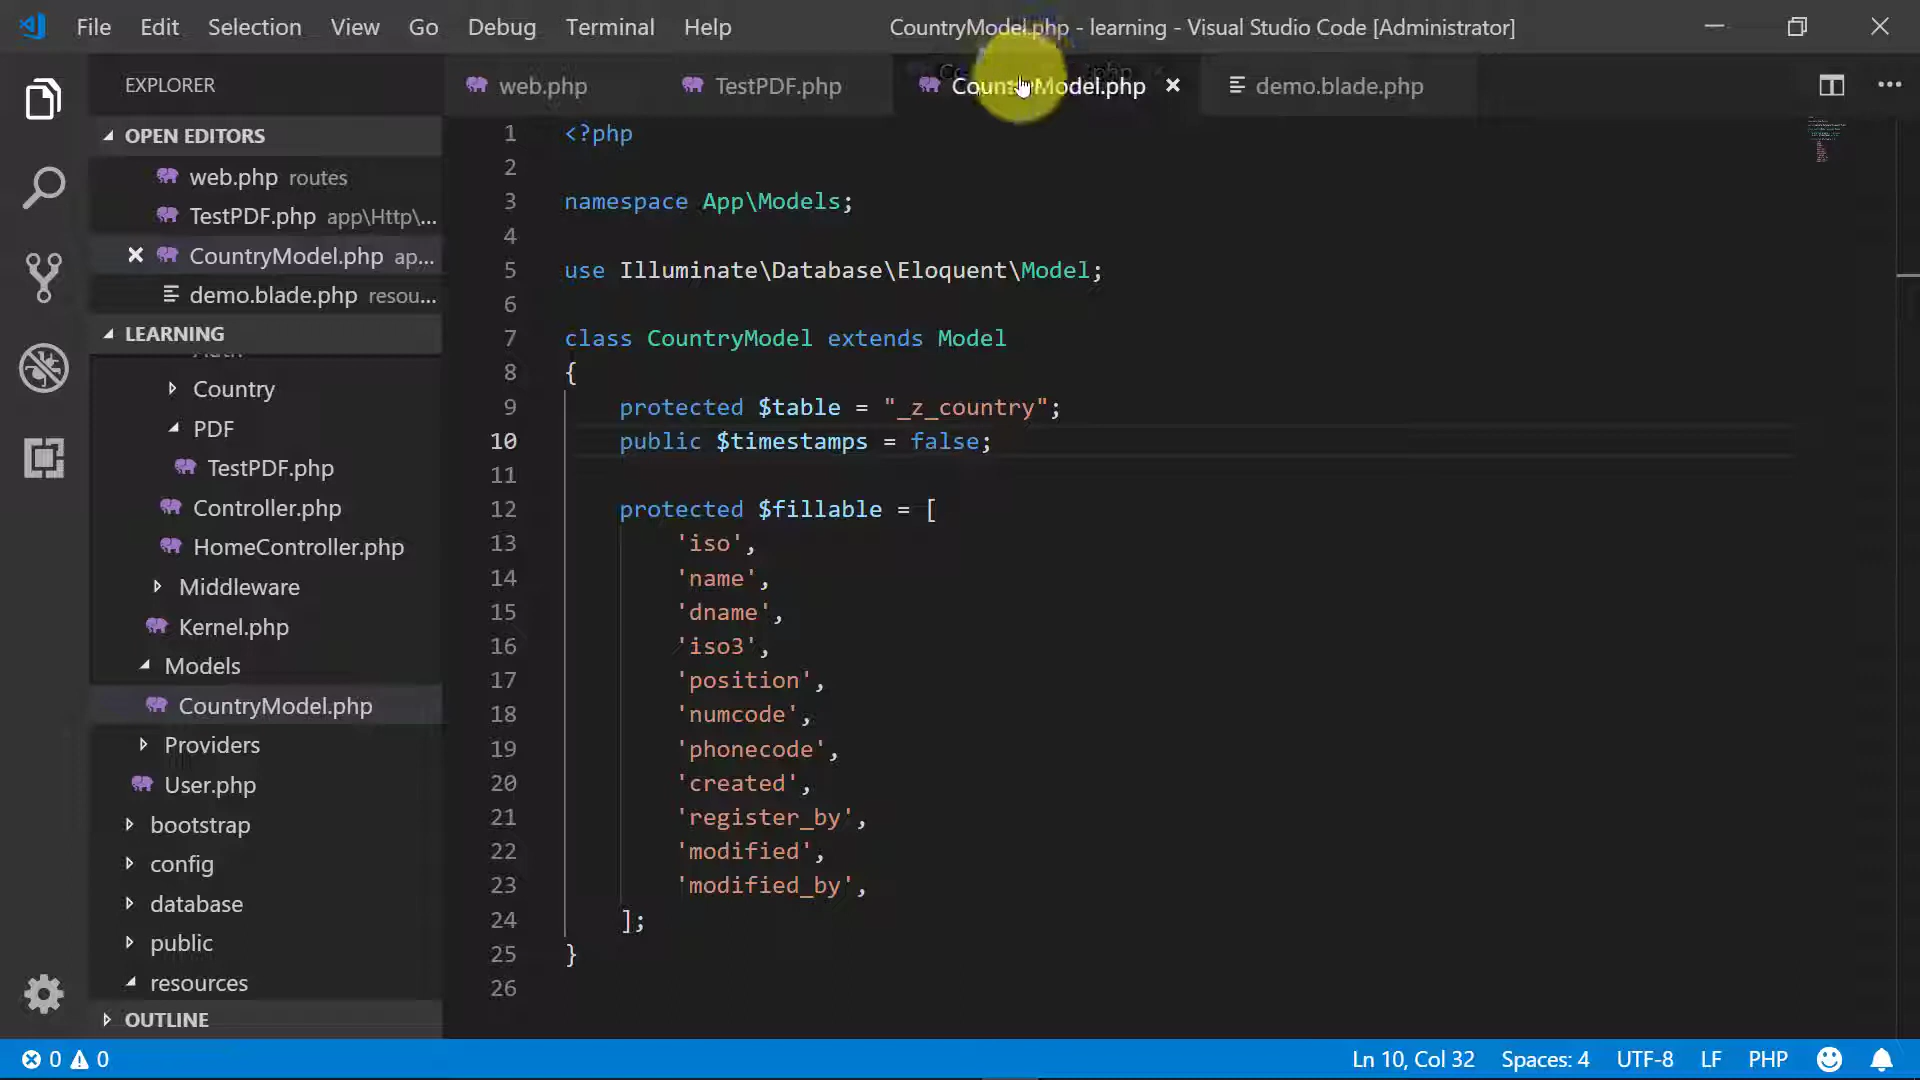 File Edit Selection View Go Debug Terminal Help CountryModel.php - learning - Visual Studio Code [Administrator]
EXPLORER
web.php TestPDF.php CountryModel.php demo.blade.php
OPEN EDITORS
web.php routes
TestPDF.php app\Http\...
CountryModel.php ap...
demo.blade.php resou...
LEARNING
Country
PDF
TestPDF.php
Controller.php
HomeController.php
Middleware
Kernel.php
Models
CountryModel.php
Providers
User.php
bootstrap
config
database
public
resources
OUTLINE
1 <?php
2
3 namespace App\Models;
4
5 use Illuminate\Database\Eloquent\Model;
6
7 class CountryModel extends Model
8 {
9 protected $table = "_z_country";
10 public $timestamps = false;
11
12 protected $fillable = [
13 'iso',
14 'name',
15 'dname',
16 'iso3',
17 'position',
18 'numcode',
19 'phonecode',
20 'created',
21 'register_by',
22 'modified',
23 'modified_by',
24 ];
25 }
26
0 0 Ln 10, Col 32 Spaces: 4 UTF-8 LF PHP